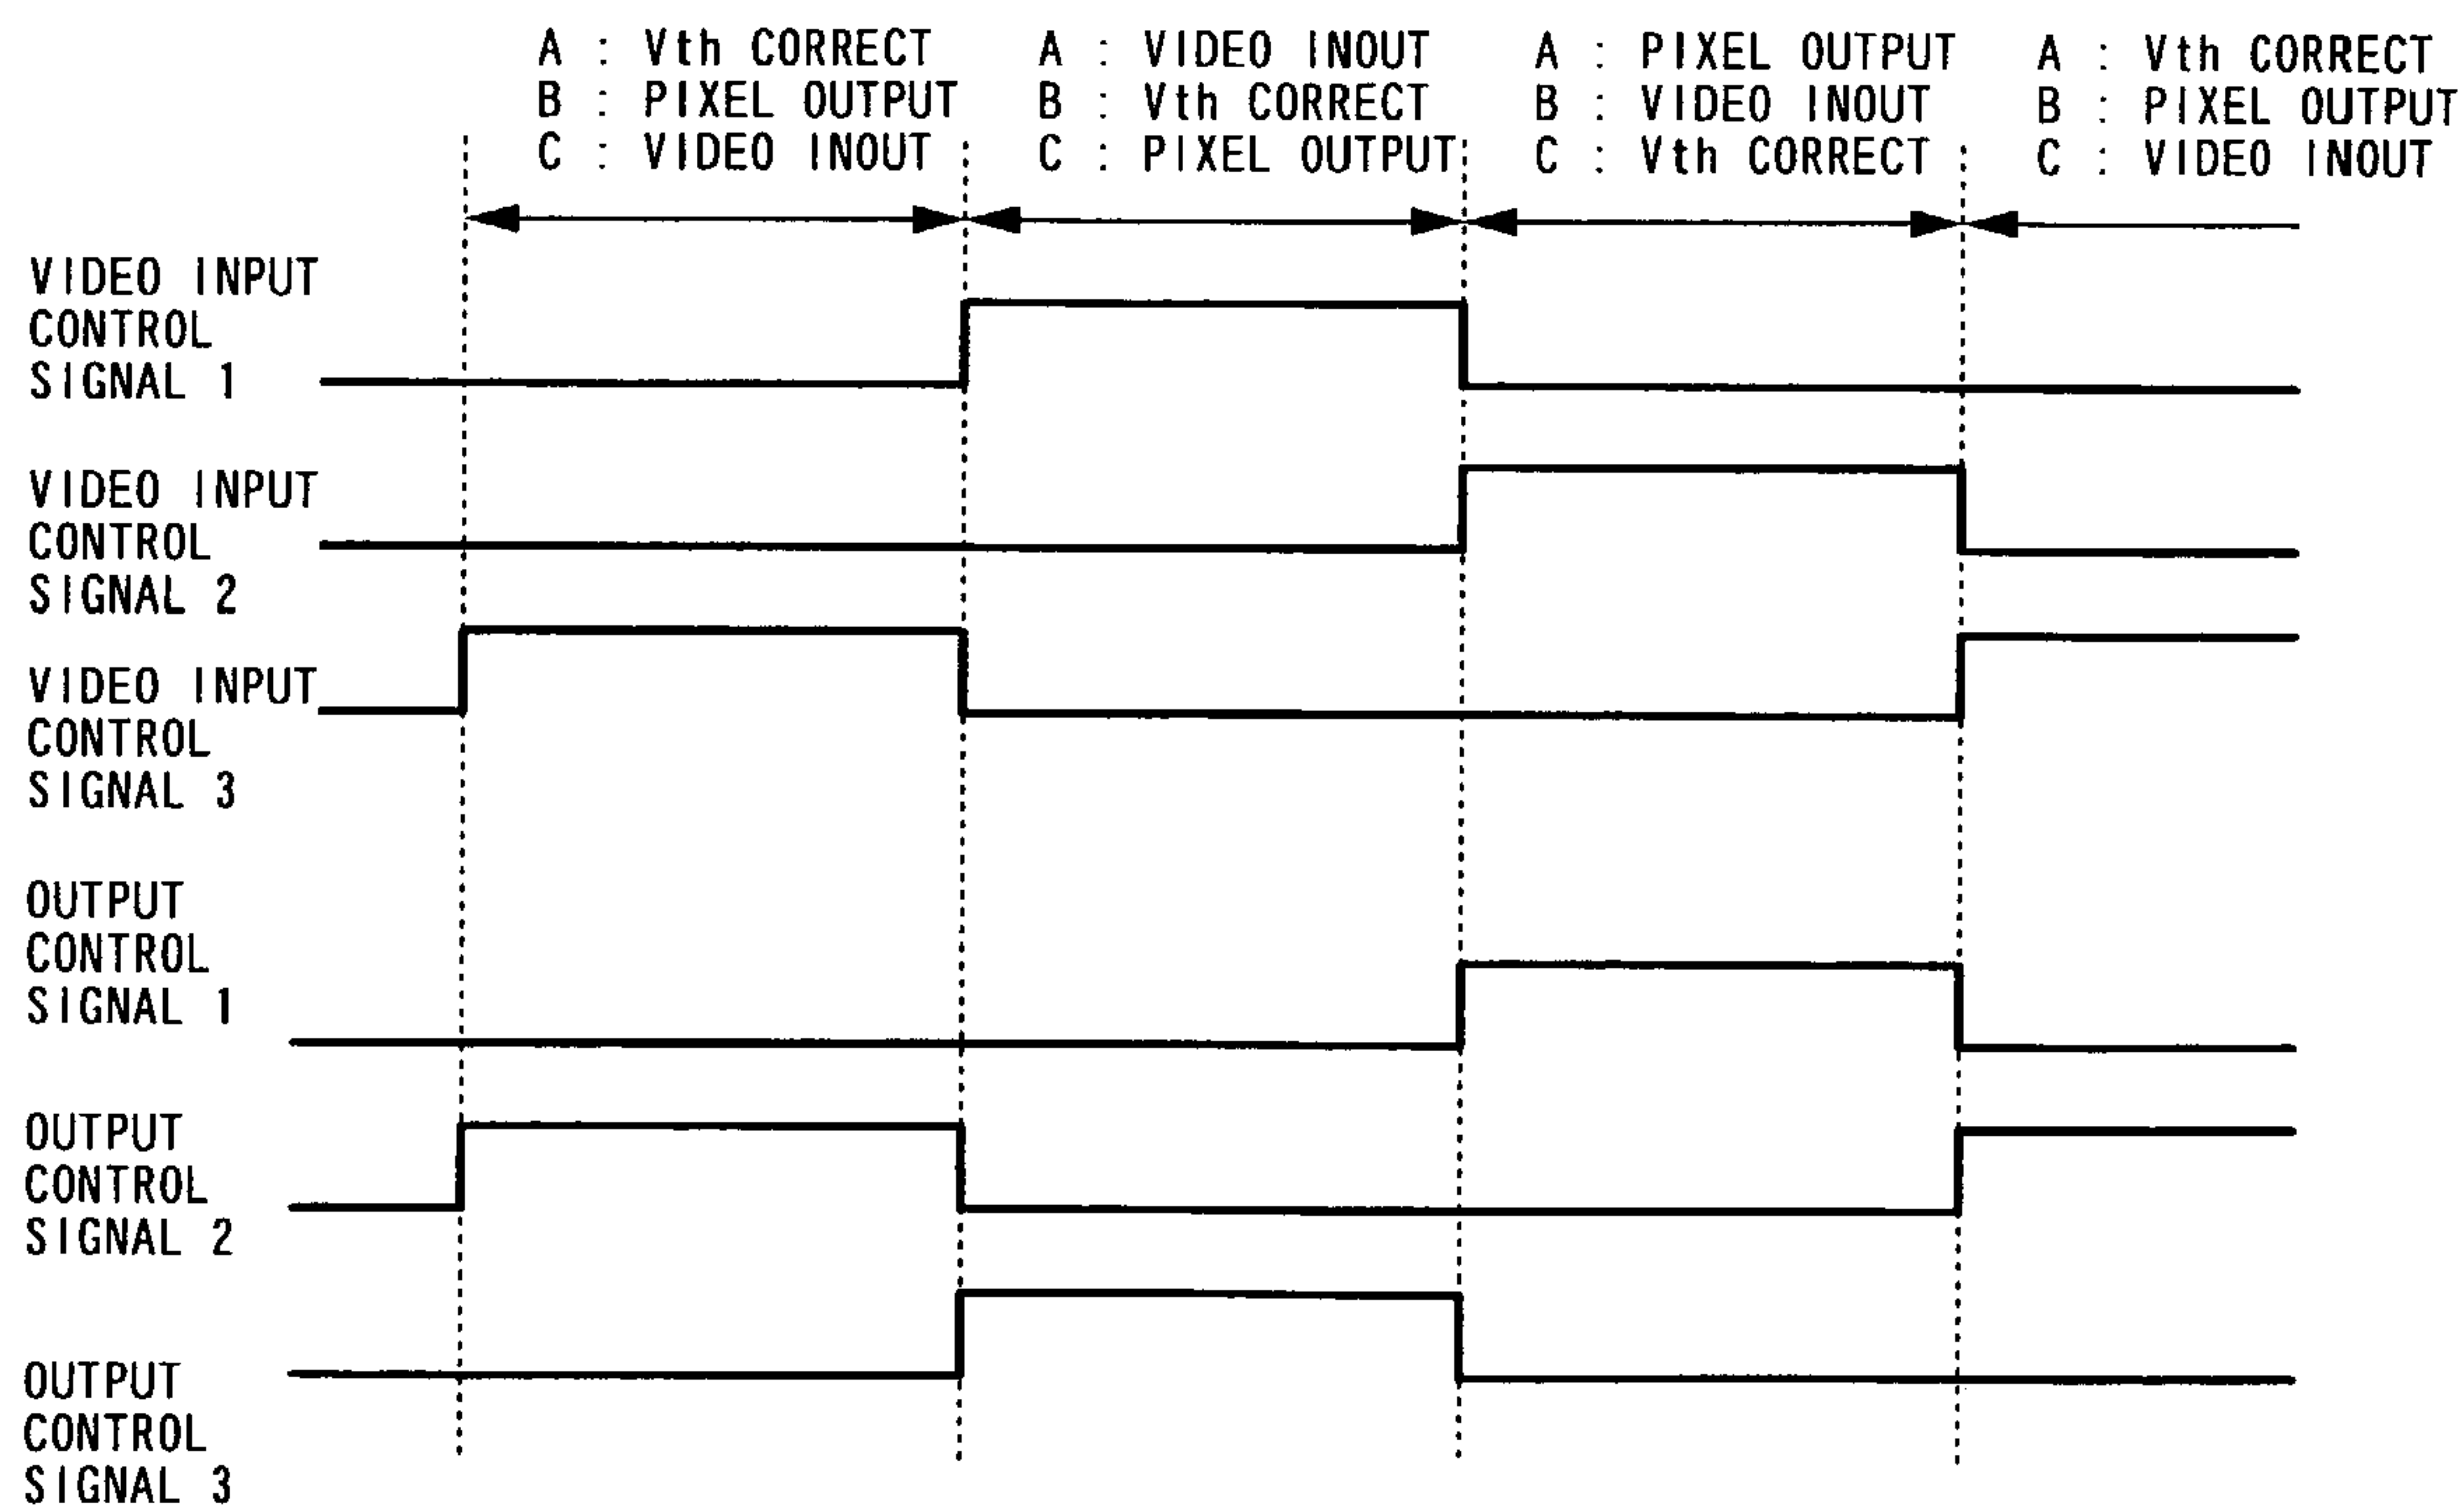 A : Vth CORRECT
B : PIXEL OUTPUT
C : VIDEO INOUT
A : VIDEO INOUT
B : Vth CORRECT
C : PIXEL OUTPUT
A : PIXEL OUTPUT
B : VIDEO INOUT
C : Vth CORRECT
A : Vth CORRECT
B : PIXEL OUTPUT
C : VIDEO INOUT
VIDEO INPUT
CONTROL
SIGNAL 1
VIDEO INPUT
CONTROL
SIGNAL 2
VIDEO INPUT
CONTROL
SIGNAL 3
OUTPUT
CONTROL
SIGNAL 1
OUTPUT
CONTROL
SIGNAL 2
OUTPUT
CONTROL
SIGNAL 3